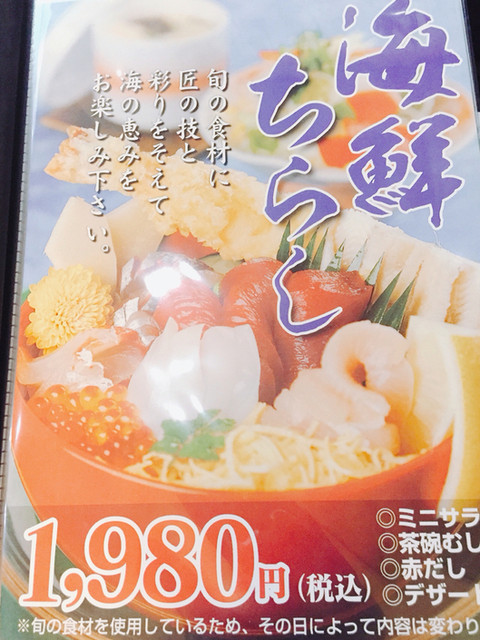 海鮮
ちらし
旬の食材に
匠の技と
彩りをそえて
海の恵みを
お楽しみ下さい。
1,980円(税込)
◎ミニサラ
◎茶碗むし
◎赤だし
◎デザート
※旬の食材を使用しているため、その日によって内容は変わり